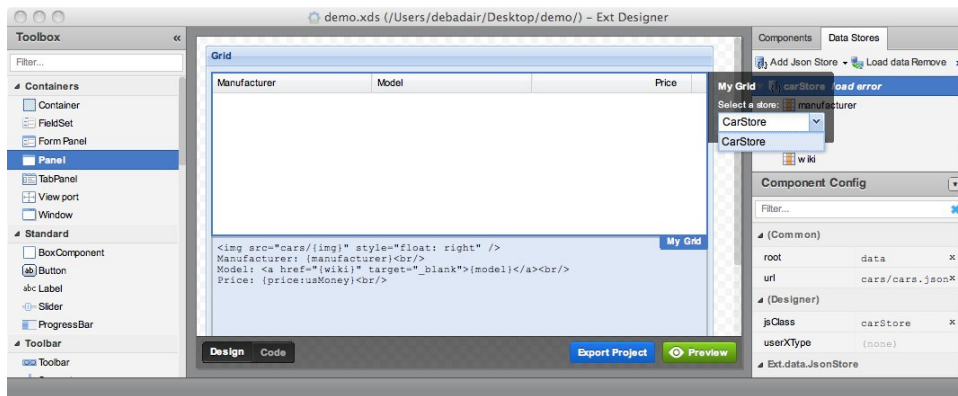 demo.xds (/Users/debadair/Desktop/demo/) – Ext Designer
Toolbox «
Filter...
Containers
Container
FieldSet
Form Panel
Panel
TabPanel
View port
Window
Standard
BoxComponent
ab Button
abc Label
Slider
ProgressBar
Toolbar
Toolbar
Grid
Manufacturer Model Price
<img src="cars/{img}" style="float: right" />
Manufacturer: {manufacturer}<br/>
Model: <a href="{wiki}" target="_blank">{model}</a><br/>
Price: {price:usMoney}<br/>
My Grid
Design Code
Export Project Preview
My Grid
Select a store:
CarStore
CarStore
Components Data Stores
Add Json Store Load data Remove
carStore load error
manufacturer
wiki
Component Config
Filter...
(Common)
root data x
url cars/cars.json x
(Designer)
jsClass carStore x
userXType (none)
Ext.data.JsonStore